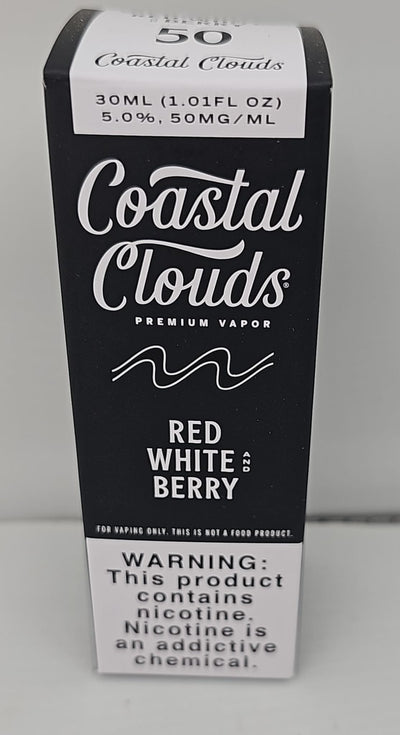 50
Coastal Clouds
30ML (1.01FL OZ)
5.0%, 50MG/ML
Coastal
Clouds®
PREMIUM VAPOR
RED
WHITE AND
BERRY
FOR VAPING ONLY. THIS IS NOT A FOOD PRODUCT.
WARNING:
This product
contains
nicotine.
Nicotine is
an addictive
chemical.